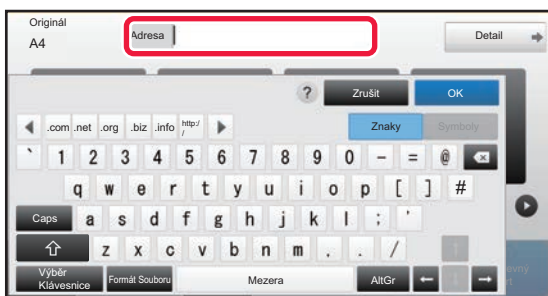 Originál
A4
Adresa
Detail
? Zrušit OK
.com .net .org .biz .info http:/
/
Znaky Symboly
` 1 2 3 4 5 6 7 8 9 0 - = @
q w e r t y u i o p [ ] #
Caps a s d f g h j k l ; '
z x c v b n m . . /
Výběr
Klávesnice
Formát Souboru Mezera AltGr